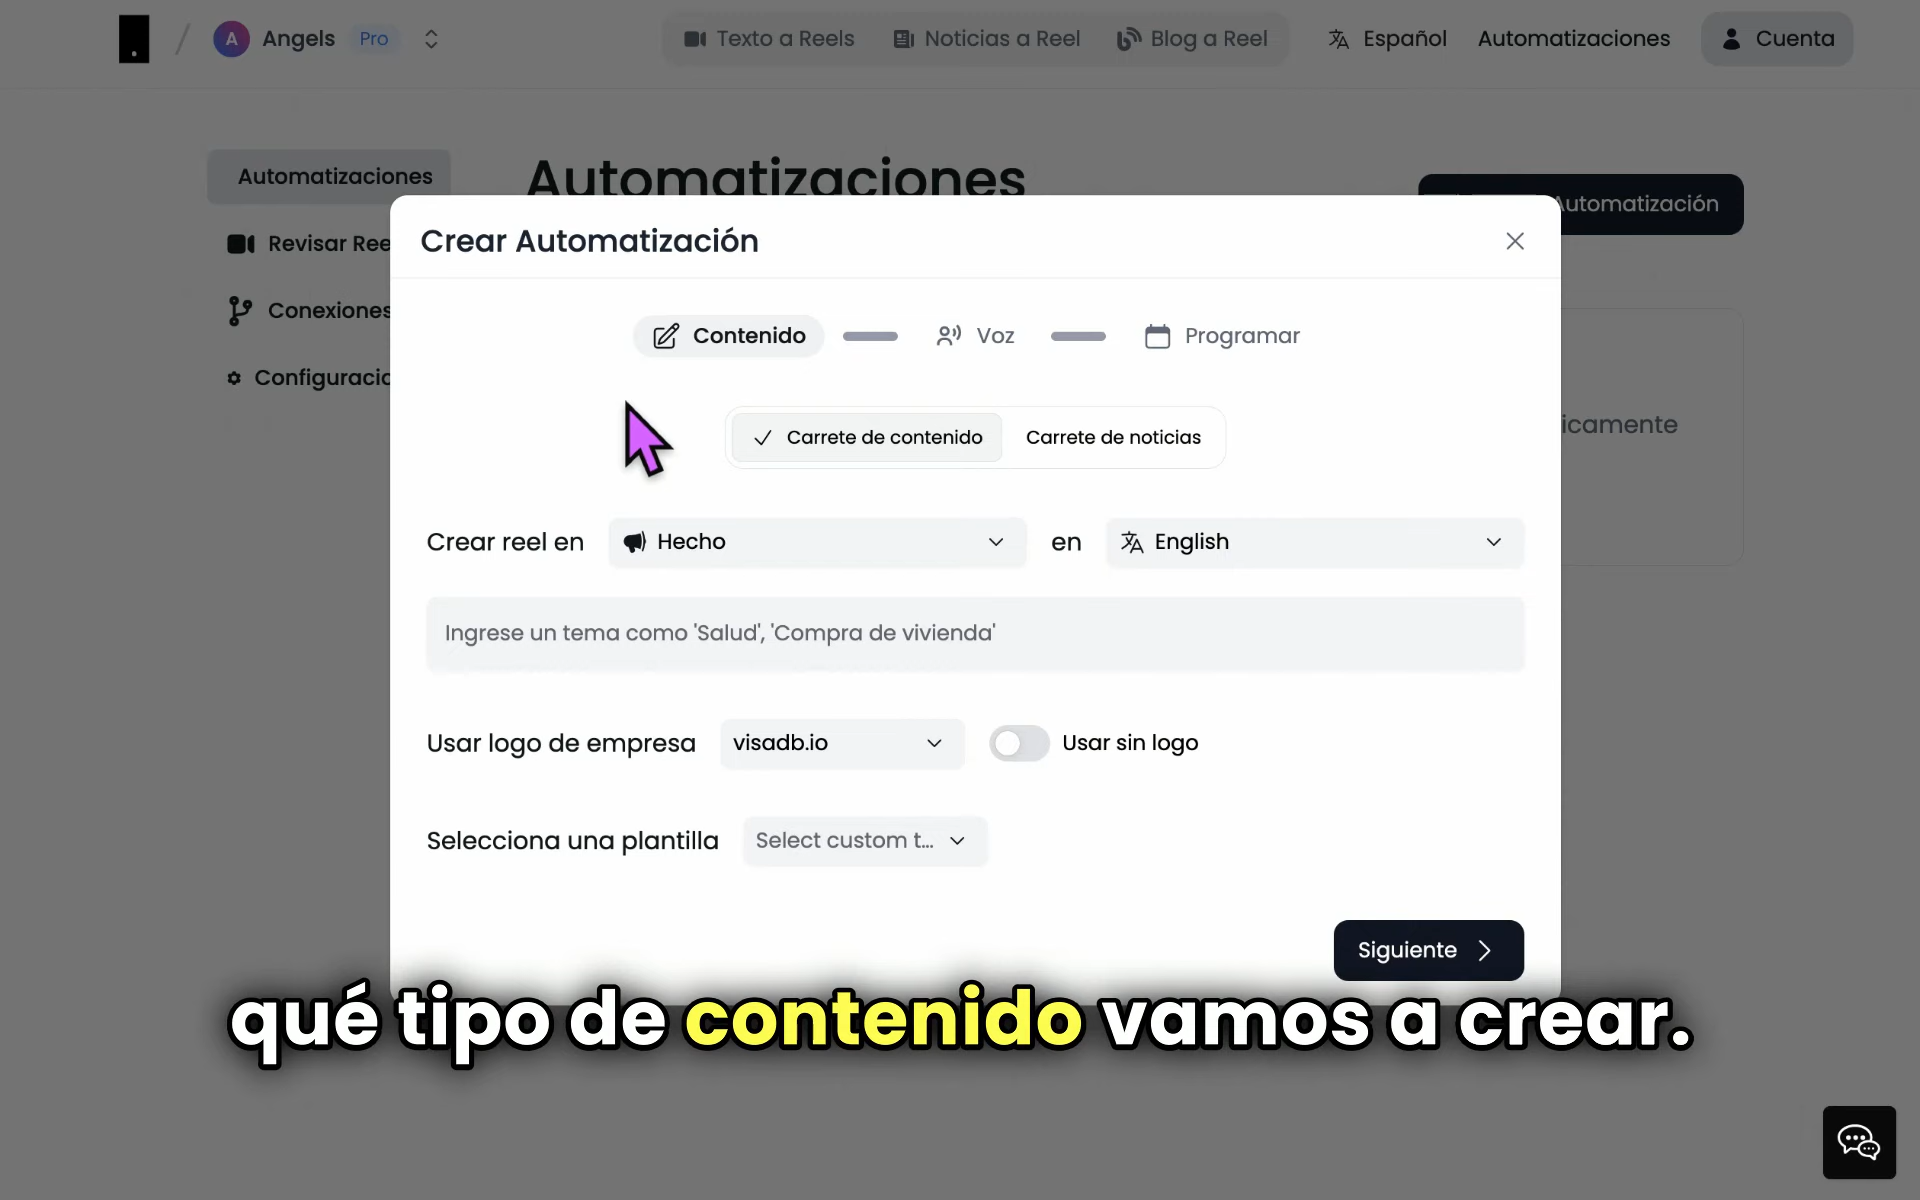 A Angels Pro
Texto a Reels
Noticias a Reel
Blog a Reel
Español
Automatizaciones
Cuenta
Automatizaciones
Revisar Ree
Conexiones
Configuracio
Automatizaciones
Automatización
icamente
Crear Automatización
Contenido
Voz
Programar
Carrete de contenido
Carrete de noticias
Crear reel en
Hecho
en
English
Ingrese un tema como 'Salud', 'Compra de vivienda'
Usar logo de empresa
visadb.io
Usar sin logo
Selecciona una plantilla
Select custom t...
Siguiente
qué tipo de contenido vamos a crear.